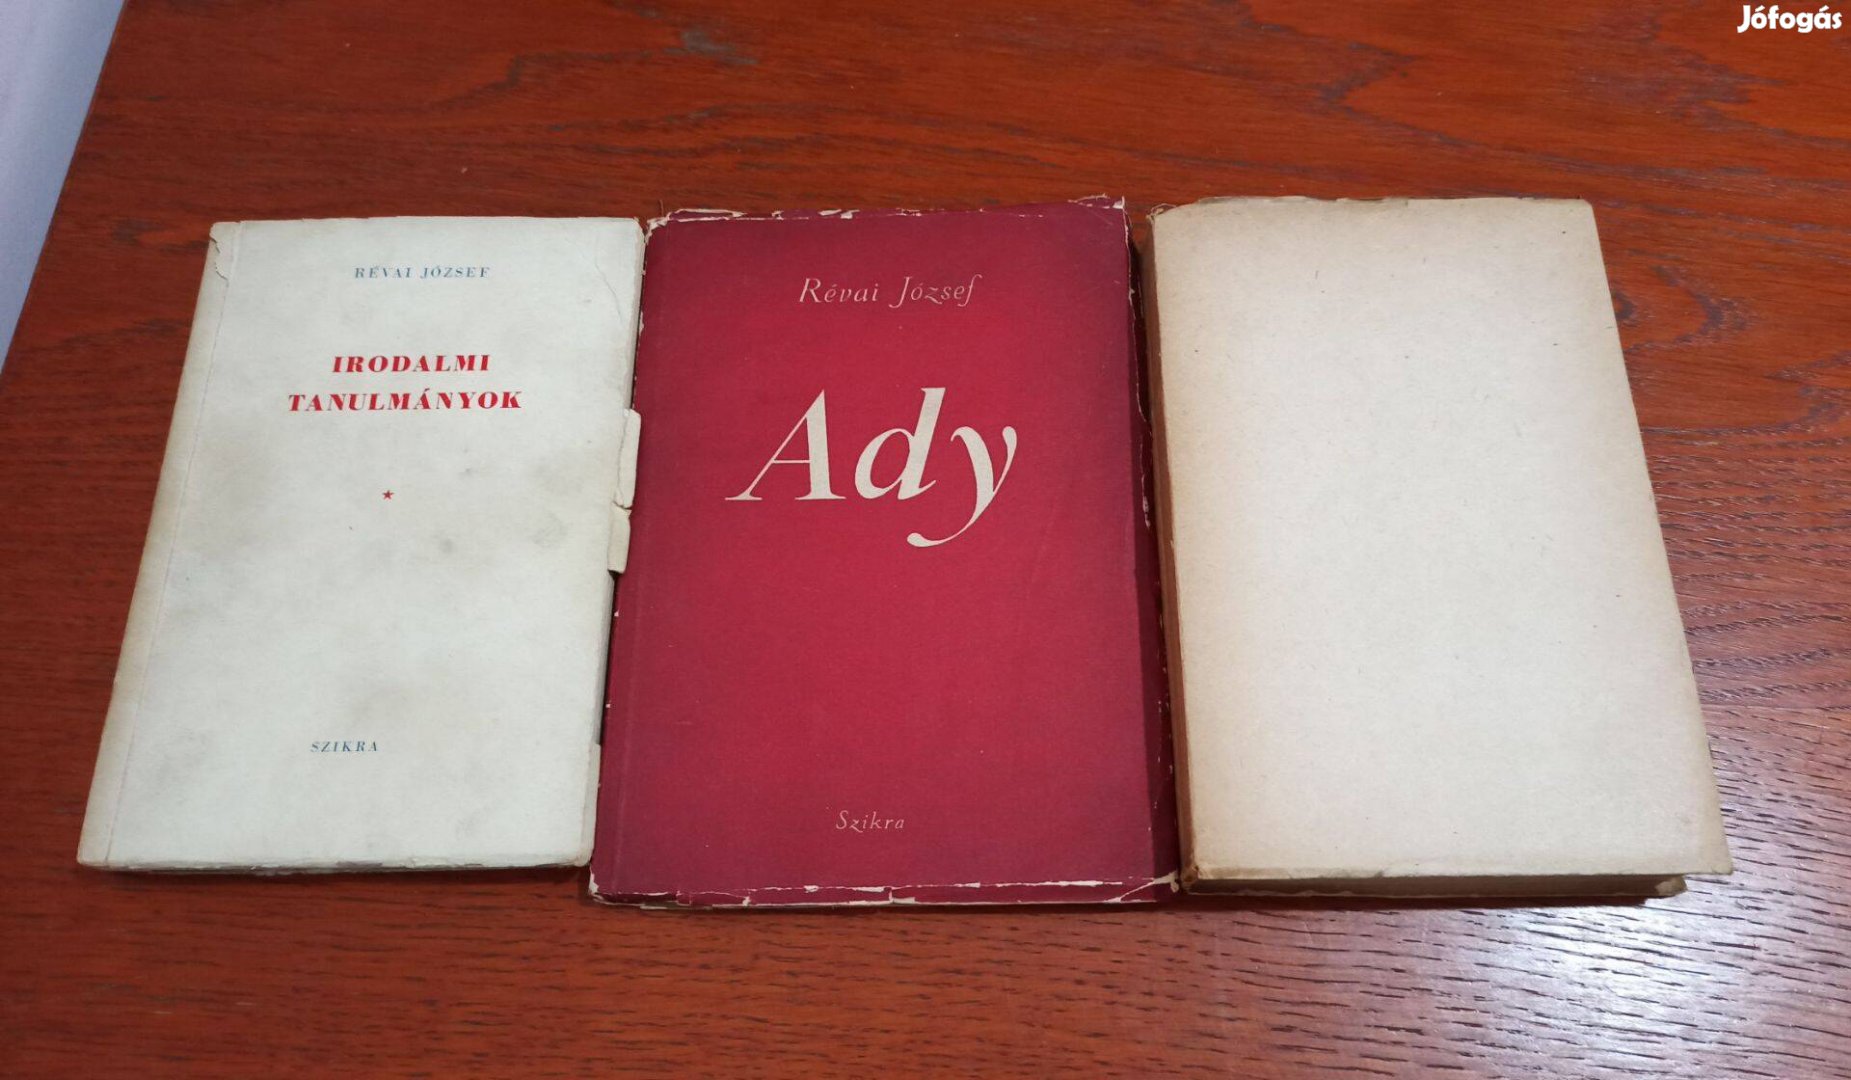 Jófogás
RÉVAI JÓZSEF
IRODALMI
TANULMÁNYOK
SZIKRA
Révai József
Ady
Szikra